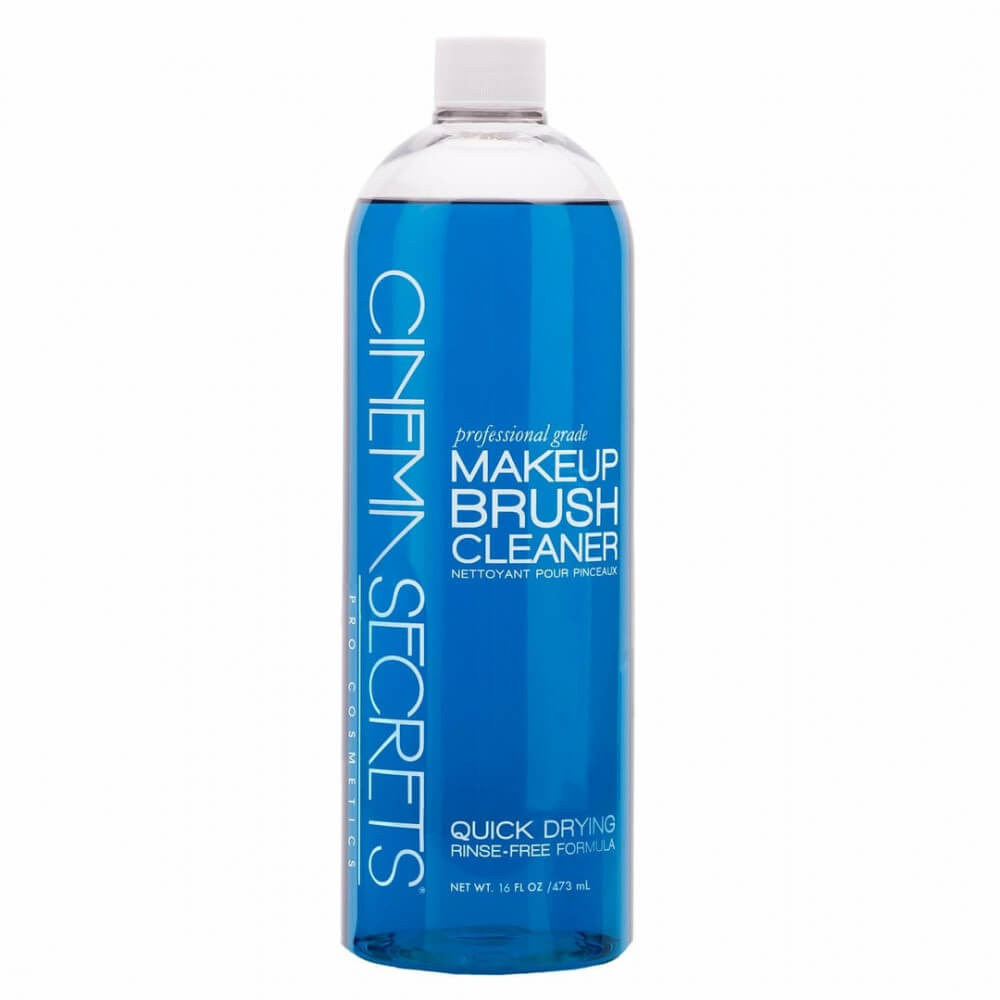 CINEMA SECRETS®
PRO COSMETICS
professional grade
MAKEUP
BRUSH
CLEANER
NETTOYANT POUR PINCEAUX
QUICK DRYING
RINSE-FREE FORMULA
NET WT. 16 FL OZ /473 mL